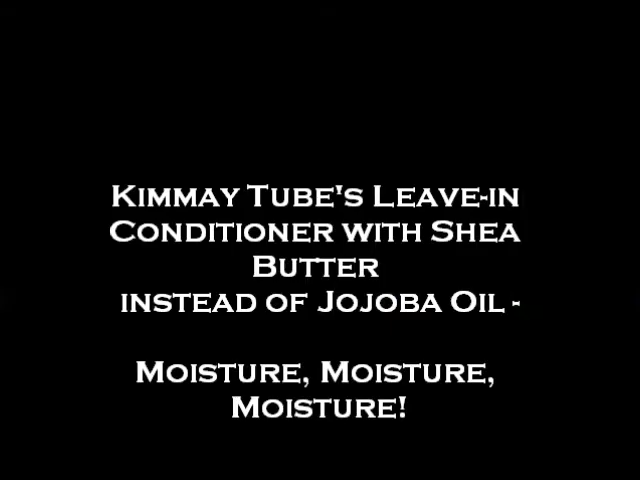 Kimmay Tube's Leave-in
Conditioner with Shea
Butter
instead of Jojoba Oil -
Moisture, Moisture,
Moisture!